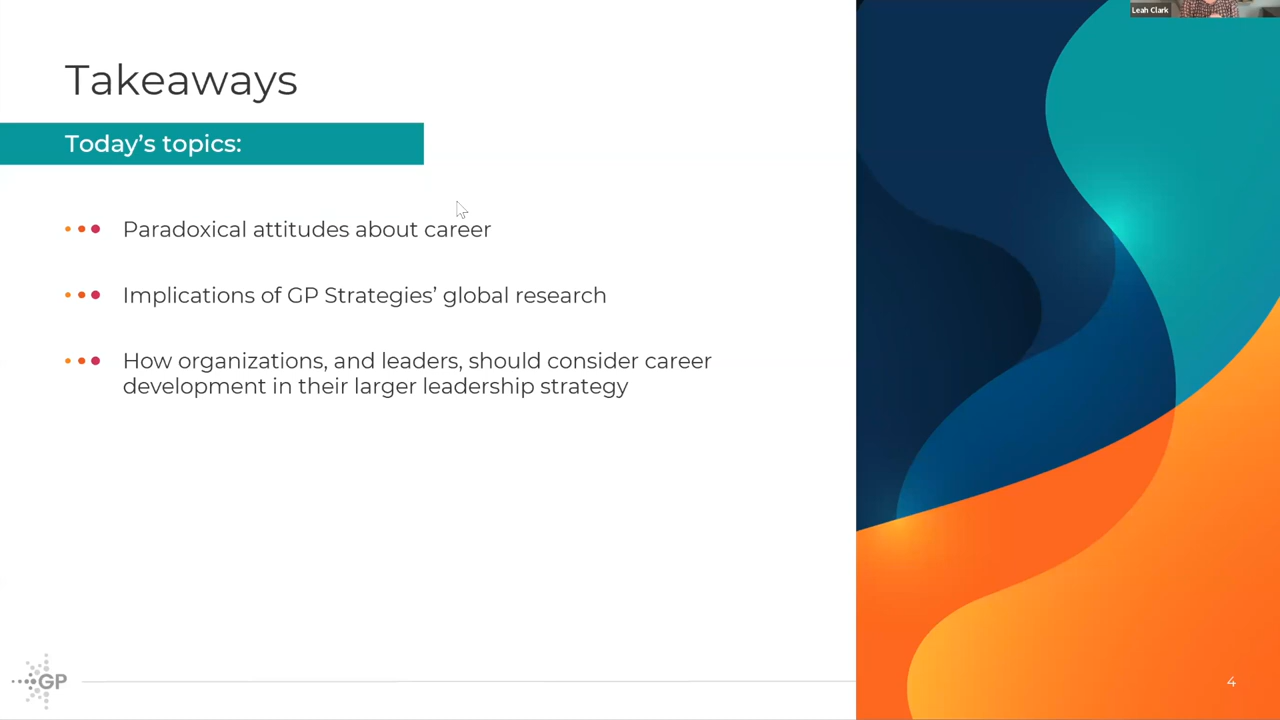 Leah Clark
Takeaways
Today’s topics:
Paradoxical attitudes about career
Implications of GP Strategies’ global research
How organizations, and leaders, should consider career
development in their larger leadership strategy
GP
4